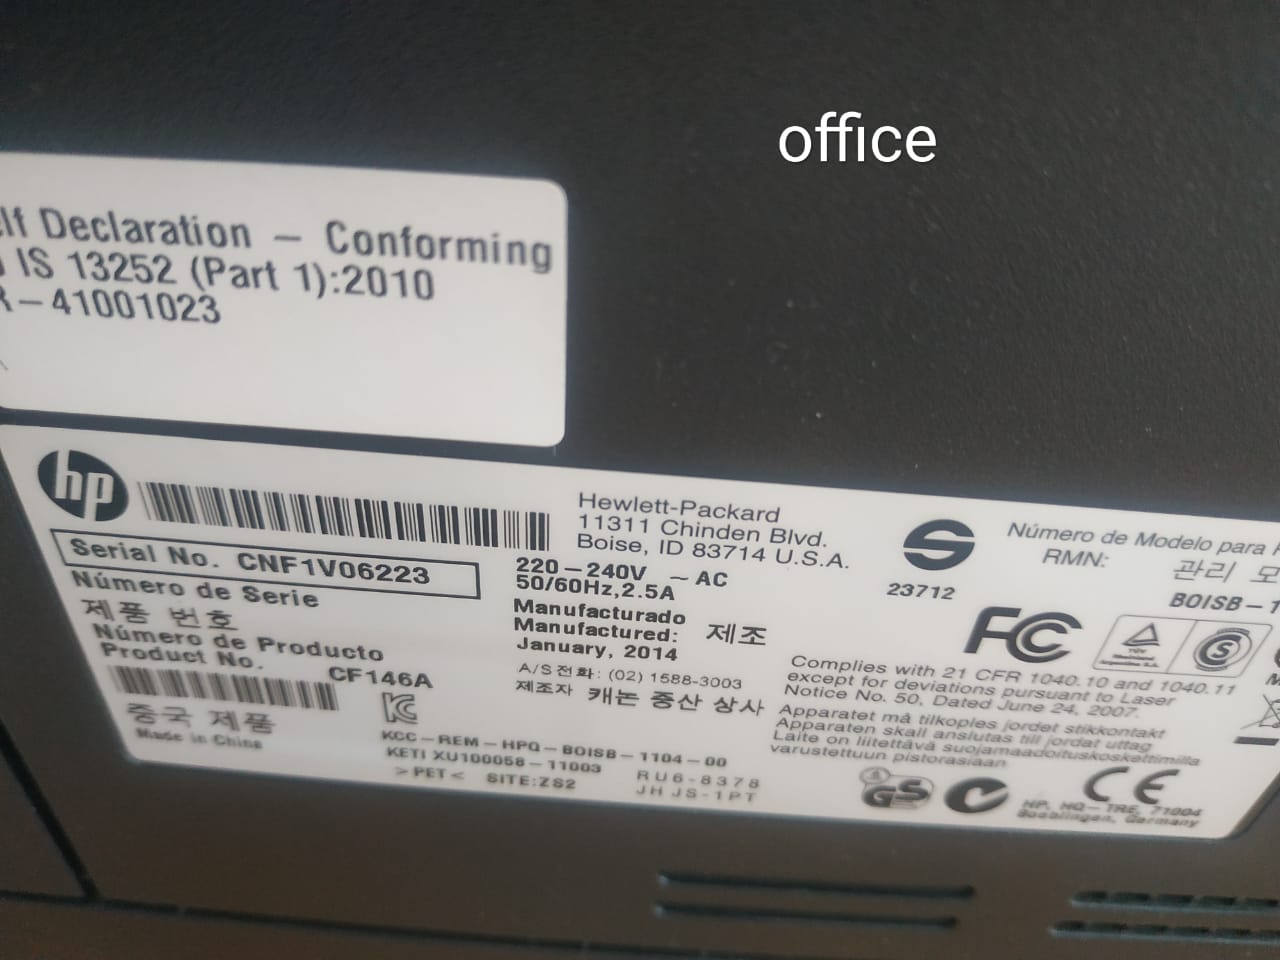 office
lf Declaration – Conforming
IS 13252 (Part 1):2010
R-41001023
hp
Hewlett-Packard
11311 Chinden Blvd.
Boise, ID 83714 U.S.A.
Serial No. CNF1V06223
Número de Serie
제품 번호
Número de Producto
Product No.
CF146A
중국 제품
Made in China
220-240V ~ AC
50/60Hz,2.5A
Manufacturado
Manufactured: 제조
January, 2014
A/S 전화: (02) 1588-3003
제조자 캐논 중산 상사
KCC-REM-HPQ-BOISB-1104-00
KETI XU100058-11003
>PET< SITE:ZS2
RU6-8378
JHJS-1PT
23712
Número de Modelo para
RMN: 관리
BOISB-1
FC
Complies with 21 CFR 1040.10 and 1040.11
except for deviations pursuant to Laser
Notice No. 50, Dated June 24, 2007.
Apparatet må tilkoples jordet stikkontakt
Apparaten skall anslutas till jordat uttag
Laite on liitettävä suojamaadoituskoskettimilla
varustettuun pistorasiaan
GS
CE
HP, HQ-TRE, 71004
Boeblingen, Germany